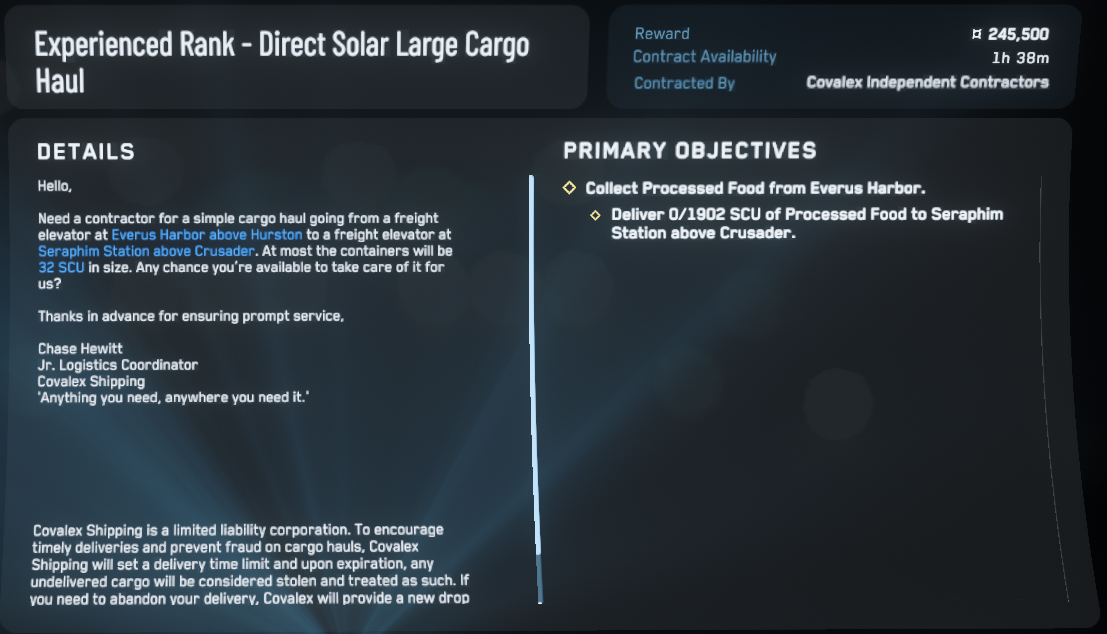 Experienced Rank - Direct Solar Large Cargo
Haul
Reward ¤ 245,500
Contract Availability 1h 38m
Contracted By Covalex Independent Contractors
DETAILS
Hello,
Need a contractor for a simple cargo haul going from a freight
elevator at Everus Harbor above Hurston to a freight elevator at
Seraphim Station above Crusader. At most the containers will be
32 SCU in size. Any chance you're available to take care of it for
us?
Thanks in advance for ensuring prompt service,
Chase Hewitt
Jr. Logistics Coordinator
Covalex Shipping
'Anything you need, anywhere you need it.'
Covalex Shipping is a limited liability corporation. To encourage
timely deliveries and prevent fraud on cargo hauls, Covalex
Shipping will set a delivery time limit and upon expiration, any
undelivered cargo will be considered stolen and treated as such. If
you need to abandon your delivery, Covalex will provide a new drop
PRIMARY OBJECTIVES
Collect Processed Food from Everus Harbor.
Deliver 0/1902 SCU of Processed Food to Seraphim
Station above Crusader.